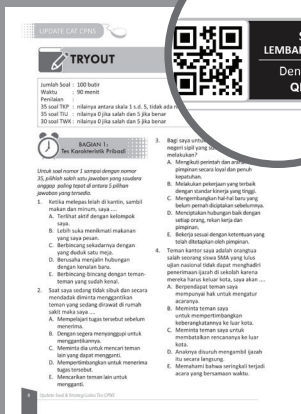 UPDATE CAT CPNS
TRYOUT
Jumlah Soal : 100 butir
Waktu : 90 menit
Penilaian :
35 soal TKP : nilainya antara skala 1 s.d. 5, tidak ada
35 soal TIU : nilainya 0 jika salah dan 5 jika benar
30 soal TWK : nilainya 0 jika salah dan 5 jika benar
BAGIAN 1:
Tes Karakteristik Pribadi
Untuk soal nomor 1 sampai dengan nomor
35, pilihlah salah satu jawaban yang saudara
anggap paling tepat di antara 5 pilihan
jawaban yang tersedia.
1. Ketika melepas lelah di kantin, sambil
makan dan minum, saya ....
A. Terlihat aktif dengan kelompok
saya.
B. Lebih suka menikmati makanan
yang saya pesan.
C. Berbincang sekadarnya dengan
yang duduk satu meja.
D. Berusaha menjalin hubungan
dengan kenalan baru.
E. Berbincang-bincang dengan teman-
teman yang sudah kenal.
2. Saat saya sedang tidak sibuk dan secara
mendadak diminta menggantikan
teman yang sedang dirawat di rumah
sakit maka saya ....
A. Mempelajari tugas tersebut sebelum
menerima.
B. Dengan segera menyanggupi untuk
menggantikannya.
C. Meminta dia untuk mencari teman
lain yang dapat mengganti.
D. Mempertimbangkan untuk menerima
tugas tersebut.
E. Mencarikan teman lain untuk
mengganti.
3. Bagi saya untuk
negeri sipil yang
melakukan?
A. Mengikuti perintah dan arahan
pimpinan secara loyal dan penuh
kepatuhan.
B. Melakukan pekerjaan yang terbaik
dengan standar kinerja yang tinggi.
C. Mengembangkan hal-hal baru yang
belum pernah diciptakan sebelumnya.
D. Menciptakan hubungan baik dengan
setiap orang, rekan kerja dan
pimpinan.
E. Bekerja sesuai dengan ketentuan yang
telah ditetapkan oleh pimpinan.
4. Teman kantor saya adalah orangtua
salah seorang siswa SMA yang lulus
ujian nasional tidak dapat menghadiri
penerimaan ijazah di sekolah karena
mereka harus keluar kota, saya akan ....
A. Berpendapat teman saya
mempunyai hak untuk mengatur
acaranya.
B. Meminta teman saya
untuk mempertimbangkan
keberangkatannya ke luar kota.
C. Meminta teman saya untuk
membatalkan rencananya ke luar
kota.
D. Anaknya disuruh mengambil ijazah
itu secara langsung.
E. Memahami bahwa seringkali terjadi
acara yang bersamaan waktu.
LEMBA
Den
Q
Update Soal & Strategi Lolos Tes CPNS